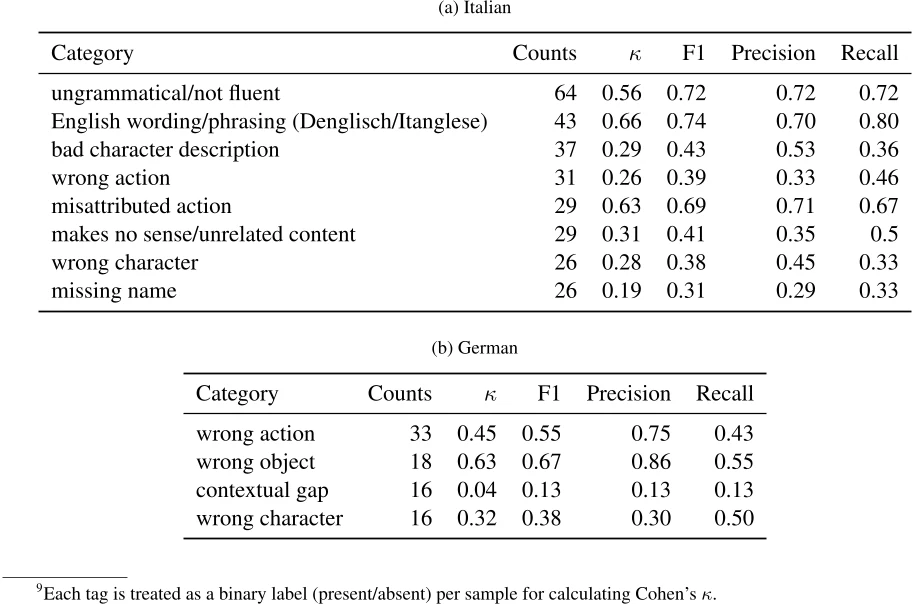 (a) Italian
Category Counts κ F1 Precision Recall
ungrammatical/not fluent 64 0.56 0.72 0.72 0.72
English wording/phrasing (Denglisch/Itanglese) 43 0.66 0.74 0.70 0.80
bad character description 37 0.29 0.43 0.53 0.36
wrong action 31 0.26 0.39 0.33 0.46
misattributed action 29 0.63 0.69 0.71 0.67
makes no sense/unrelated content 29 0.31 0.41 0.35 0.5
wrong character 26 0.28 0.38 0.45 0.33
missing name 26 0.19 0.31 0.29 0.33
(b) German
Category Counts κ F1 Precision Recall
wrong action 33 0.45 0.55 0.75 0.43
wrong object 18 0.63 0.67 0.86 0.55
contextual gap 16 0.04 0.13 0.13 0.13
wrong character 16 0.32 0.38 0.30 0.50
9Each tag is treated as a binary label (present/absent) per sample for calculating Cohen's κ.